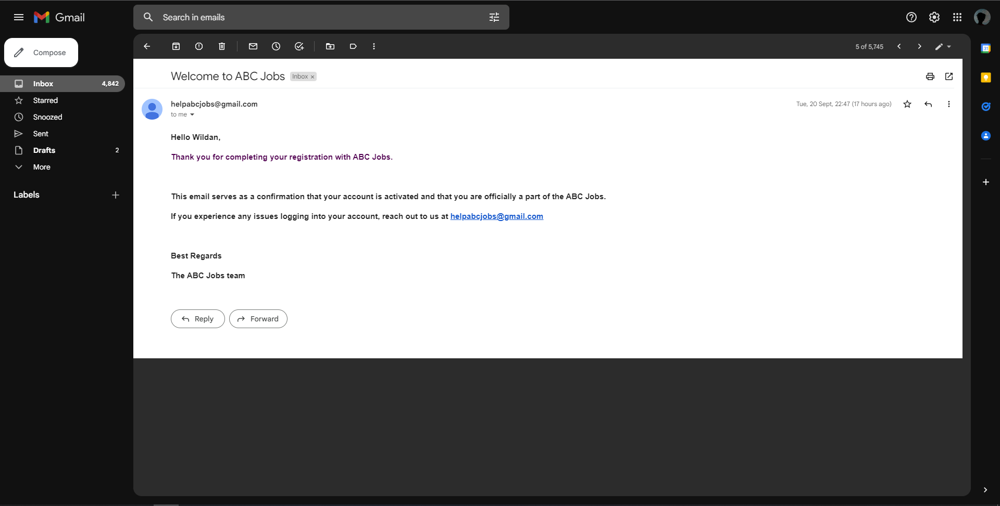 Gmail
Search in emails
Compose
5 of 5,745
Inbox 4,842
Starred
Snoozed
Sent
Drafts 2
More
Labels
Welcome to ABC Jobs Inbox ×
helpabcjobs@gmail.com Tue, 20 Sept, 22:47 (17 hours ago)
to me
Hello Wildan,
Thank you for completing your registration with ABC Jobs.
This email serves as a confirmation that your account is activated and that you are officially a part of the ABC Jobs.
If you experience any issues logging into your account, reach out to us at helpabcjobs@gmail.com
Best Regards
The ABC Jobs team
Reply Forward
31